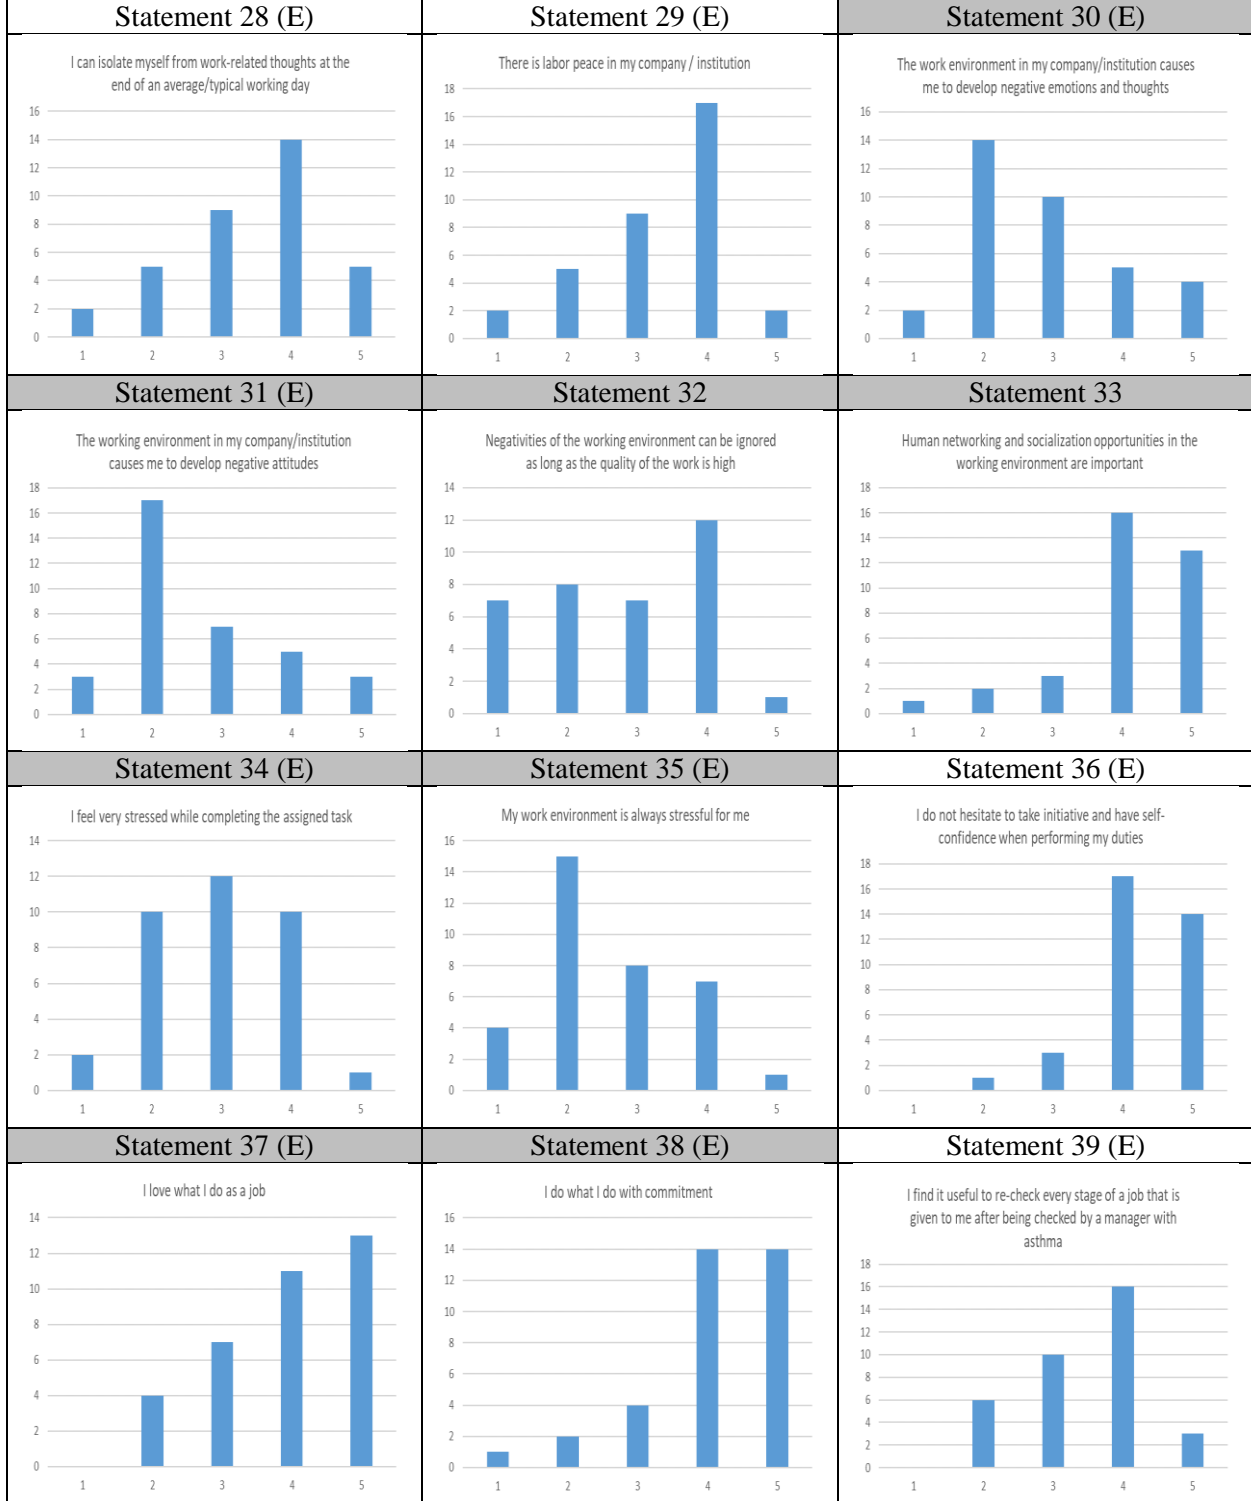 Statement 28 (E)
Statement 29 (E)
Statement 30 (E)
I can isolate myself from work-related thoughts at the
end of an average/typical working day
16
14
12
10
8
6
4
2
0
1 2 3 4 5
There is labor peace in my company / institution
18
16
14
12
10
8
6
4
2
0
1 2 3 4 5
The work environment in my company/institution causes
me to develop negative emotions and thoughts
16
14
12
10
8
6
4
2
0
1 2 3 4 5
Statement 31 (E)
Statement 32
Statement 33
The working environment in my company/institution
causes me to develop negative attitudes
18
16
14
12
10
8
6
4
2
0
1 2 3 4 5
Negativities of the working environment can be ignored
as long as the quality of the work is high
14
12
10
8
6
4
2
0
1 2 3 4 5
Human networking and socialization opportunities in the
working environment are important
18
16
14
12
10
8
6
4
2
0
1 2 3 4 5
Statement 34 (E)
Statement 35 (E)
Statement 36 (E)
I feel very stressed while completing the assigned task
14
12
10
8
6
4
2
0
1 2 3 4 5
My work environment is always stressful for me
16
14
12
10
8
6
4
2
0
1 2 3 4 5
I do not hesitate to take initiative and have self-
confidence when performing my duties
18
16
14
12
10
8
6
4
2
0
1 2 3 4 5
Statement 37 (E)
Statement 38 (E)
Statement 39 (E)
I love what I do as a job
14
12
10
8
6
4
2
0
1 2 3 4 5
I do what I do with commitment
16
14
12
10
8
6
4
2
0
1 2 3 4 5
I find it useful to re-check every stage of a job that is
given to me after being checked by a manager with
asthma
18
16
14
12
10
8
6
4
2
0
1 2 3 4 5